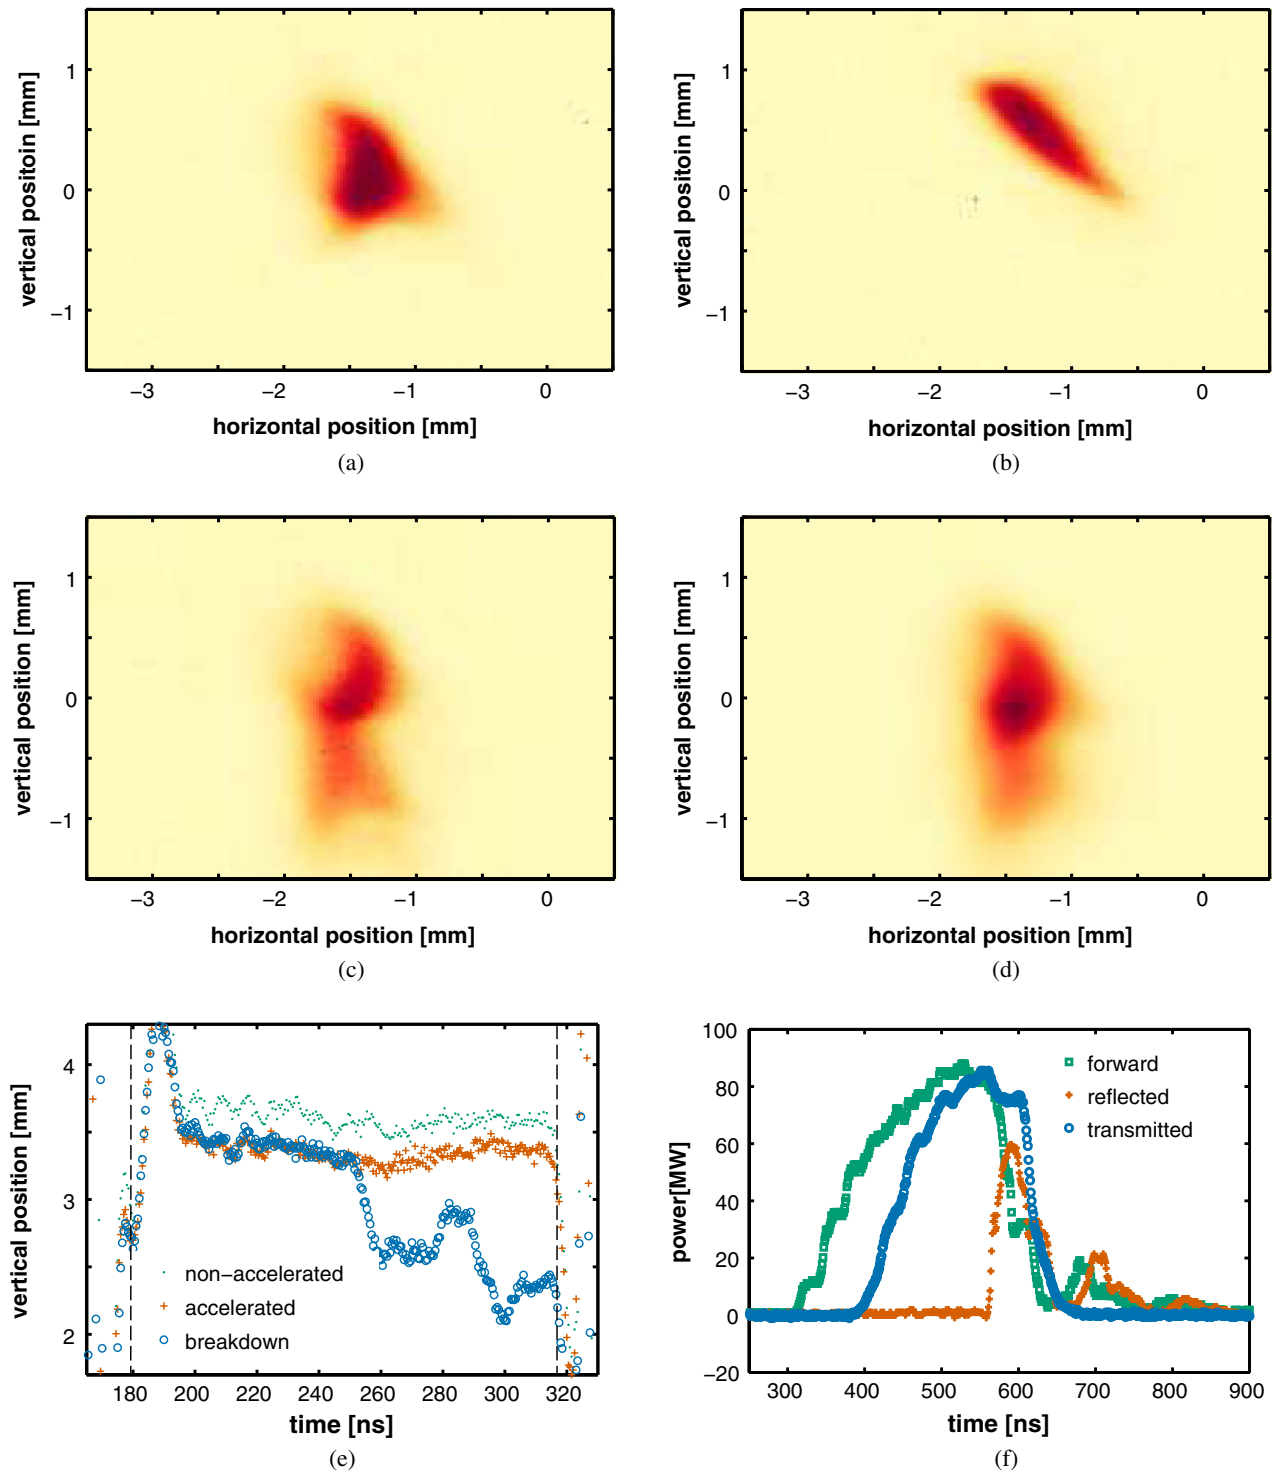 vertical positoin [mm]
1
0
−1
−3
−2
−1
0
horizontal position [mm]
(a)
vertical positoin [mm]
1
0
−1
−3
−2
−1
0
horizontal position [mm]
(b)
vertical position [mm]
1
0
−1
−3
−2
−1
0
horizontal position [mm]
(c)
vertical position [mm]
1
0
−1
−3
−2
−1
0
horizontal position [mm]
(d)
vertical position [mm]
4
3
2
non−accelerated
accelerated
breakdown
180
200
220
240
260
280
300
320
time [ns]
(e)
power[MW]
100
80
60
40
20
0
−20
forward
reflected
transmitted
300
400
500
600
700
800
900
time [ns]
(f)